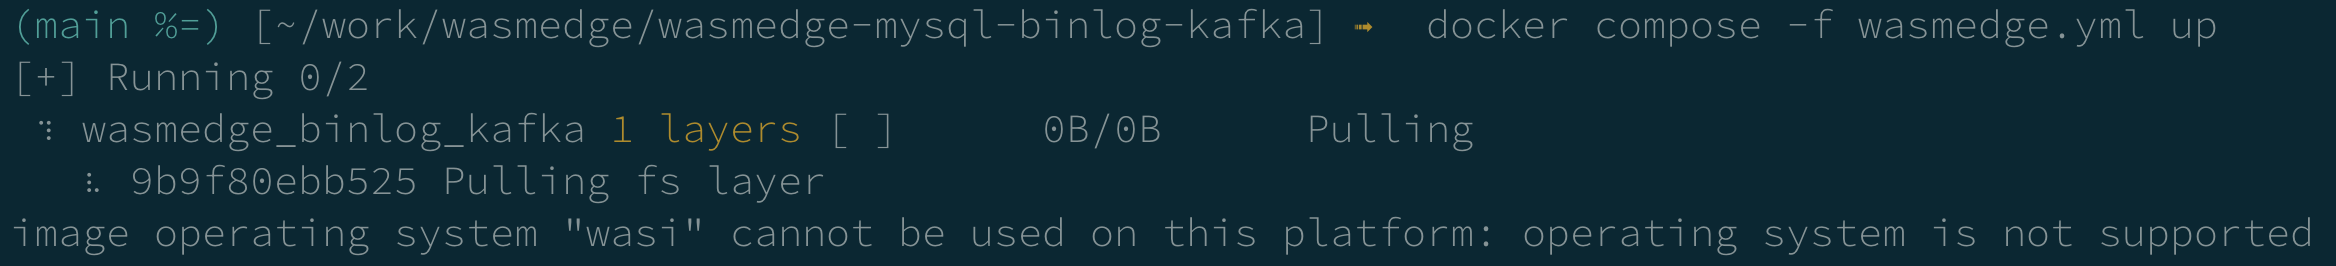 (main %=) [~/work/wasmedge/wasmedge-mysql-binlog-kafka] ➟ docker compose -f wasmedge.yml up
[+] Running 0/2
⠹ wasmedge_binlog_kafka 1 layers [ ] 0B/0B Pulling
⠧ 9b9f80ebb525 Pulling fs layer
image operating system "wasi" cannot be used on this platform: operating system is not supported